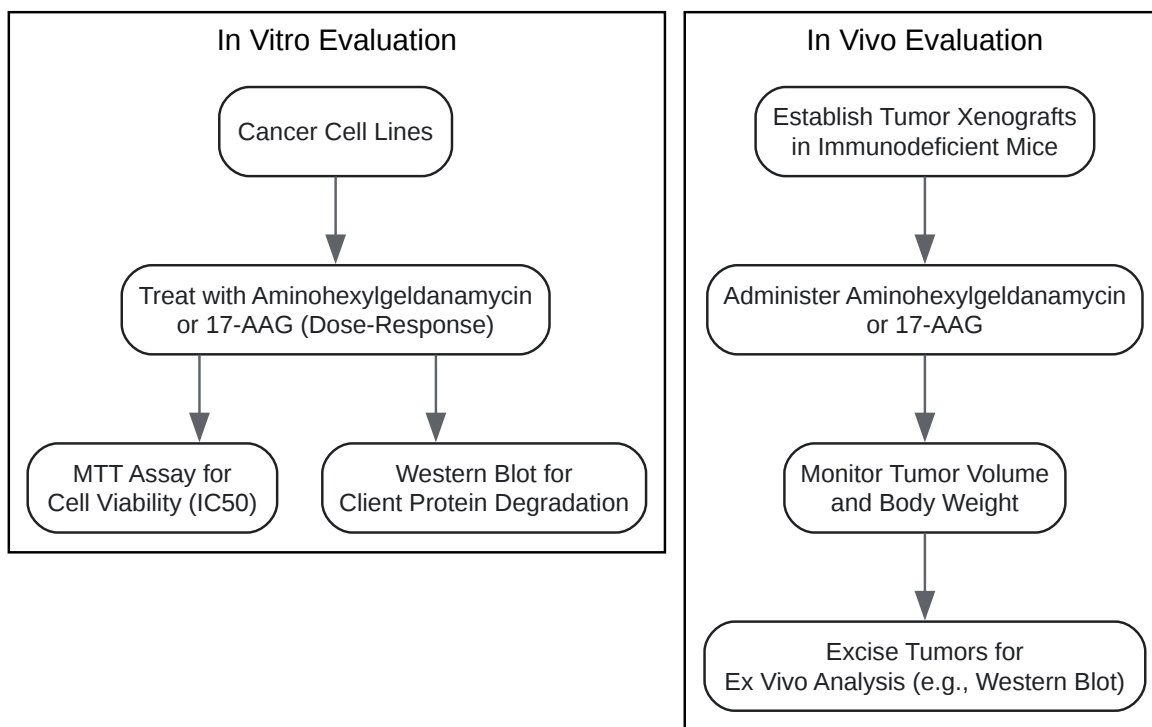 In Vitro Evaluation
Cancer Cell Lines
Treat with Aminohexylgeldanamycin
or 17-AAG (Dose-Response)
MTT Assay for
Cell Viability (IC50)
Western Blot for
Client Protein Degradation
In Vivo Evaluation
Establish Tumor Xenografts
in Immunodeficient Mice
Administer Aminohexylgeldanamycin
or 17-AAG
Monitor Tumor Volume
and Body Weight
Excise Tumors for
Ex Vivo Analysis (e.g., Western Blot)